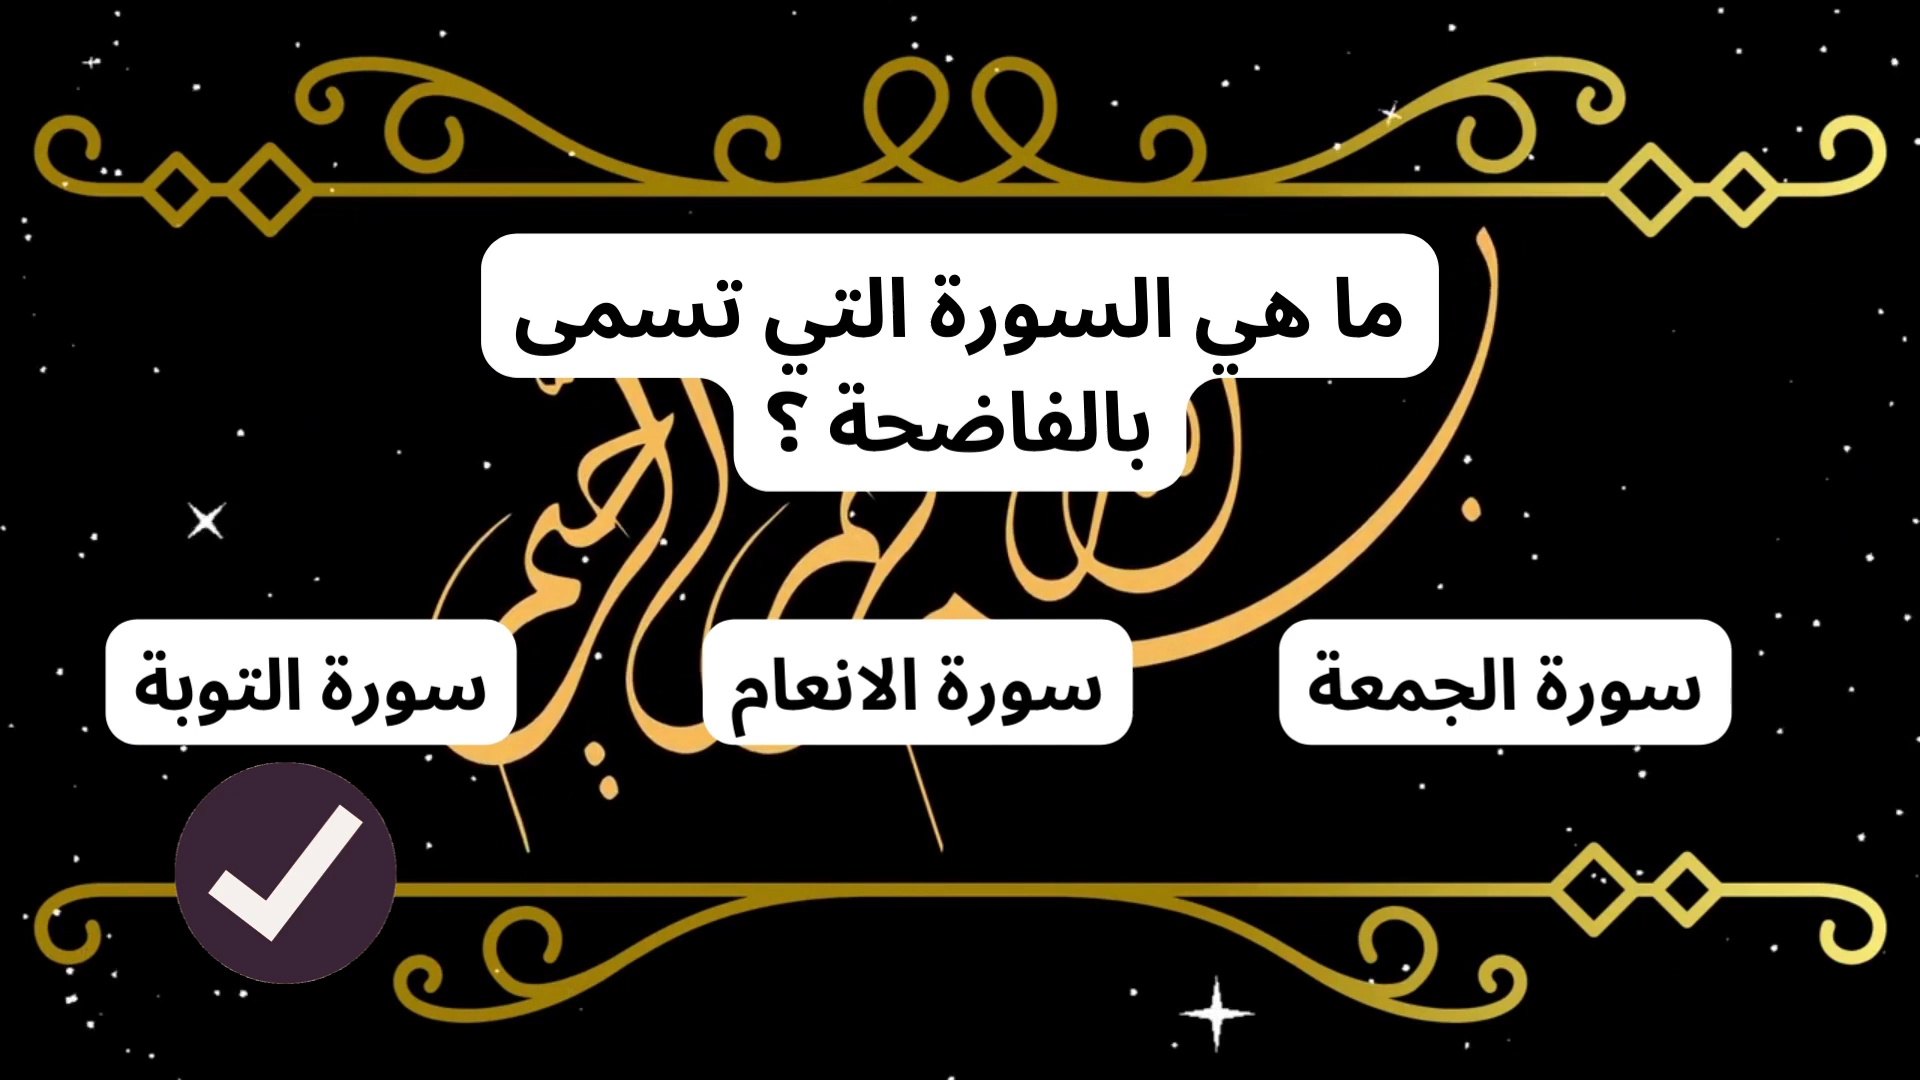 ما هي السورة التي تسمى
بالفاضحة ؟
سورة الجمعة
سورة الانعام
سورة التوبة